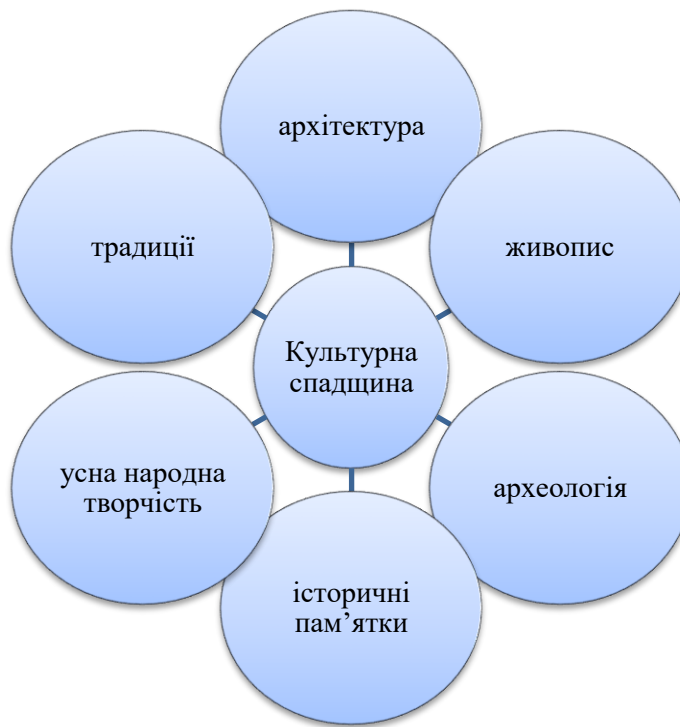 архітектура
традиції
живопис
Культурна
спадщина
усна народна
творчість
археологія
історичні
пам’ятки